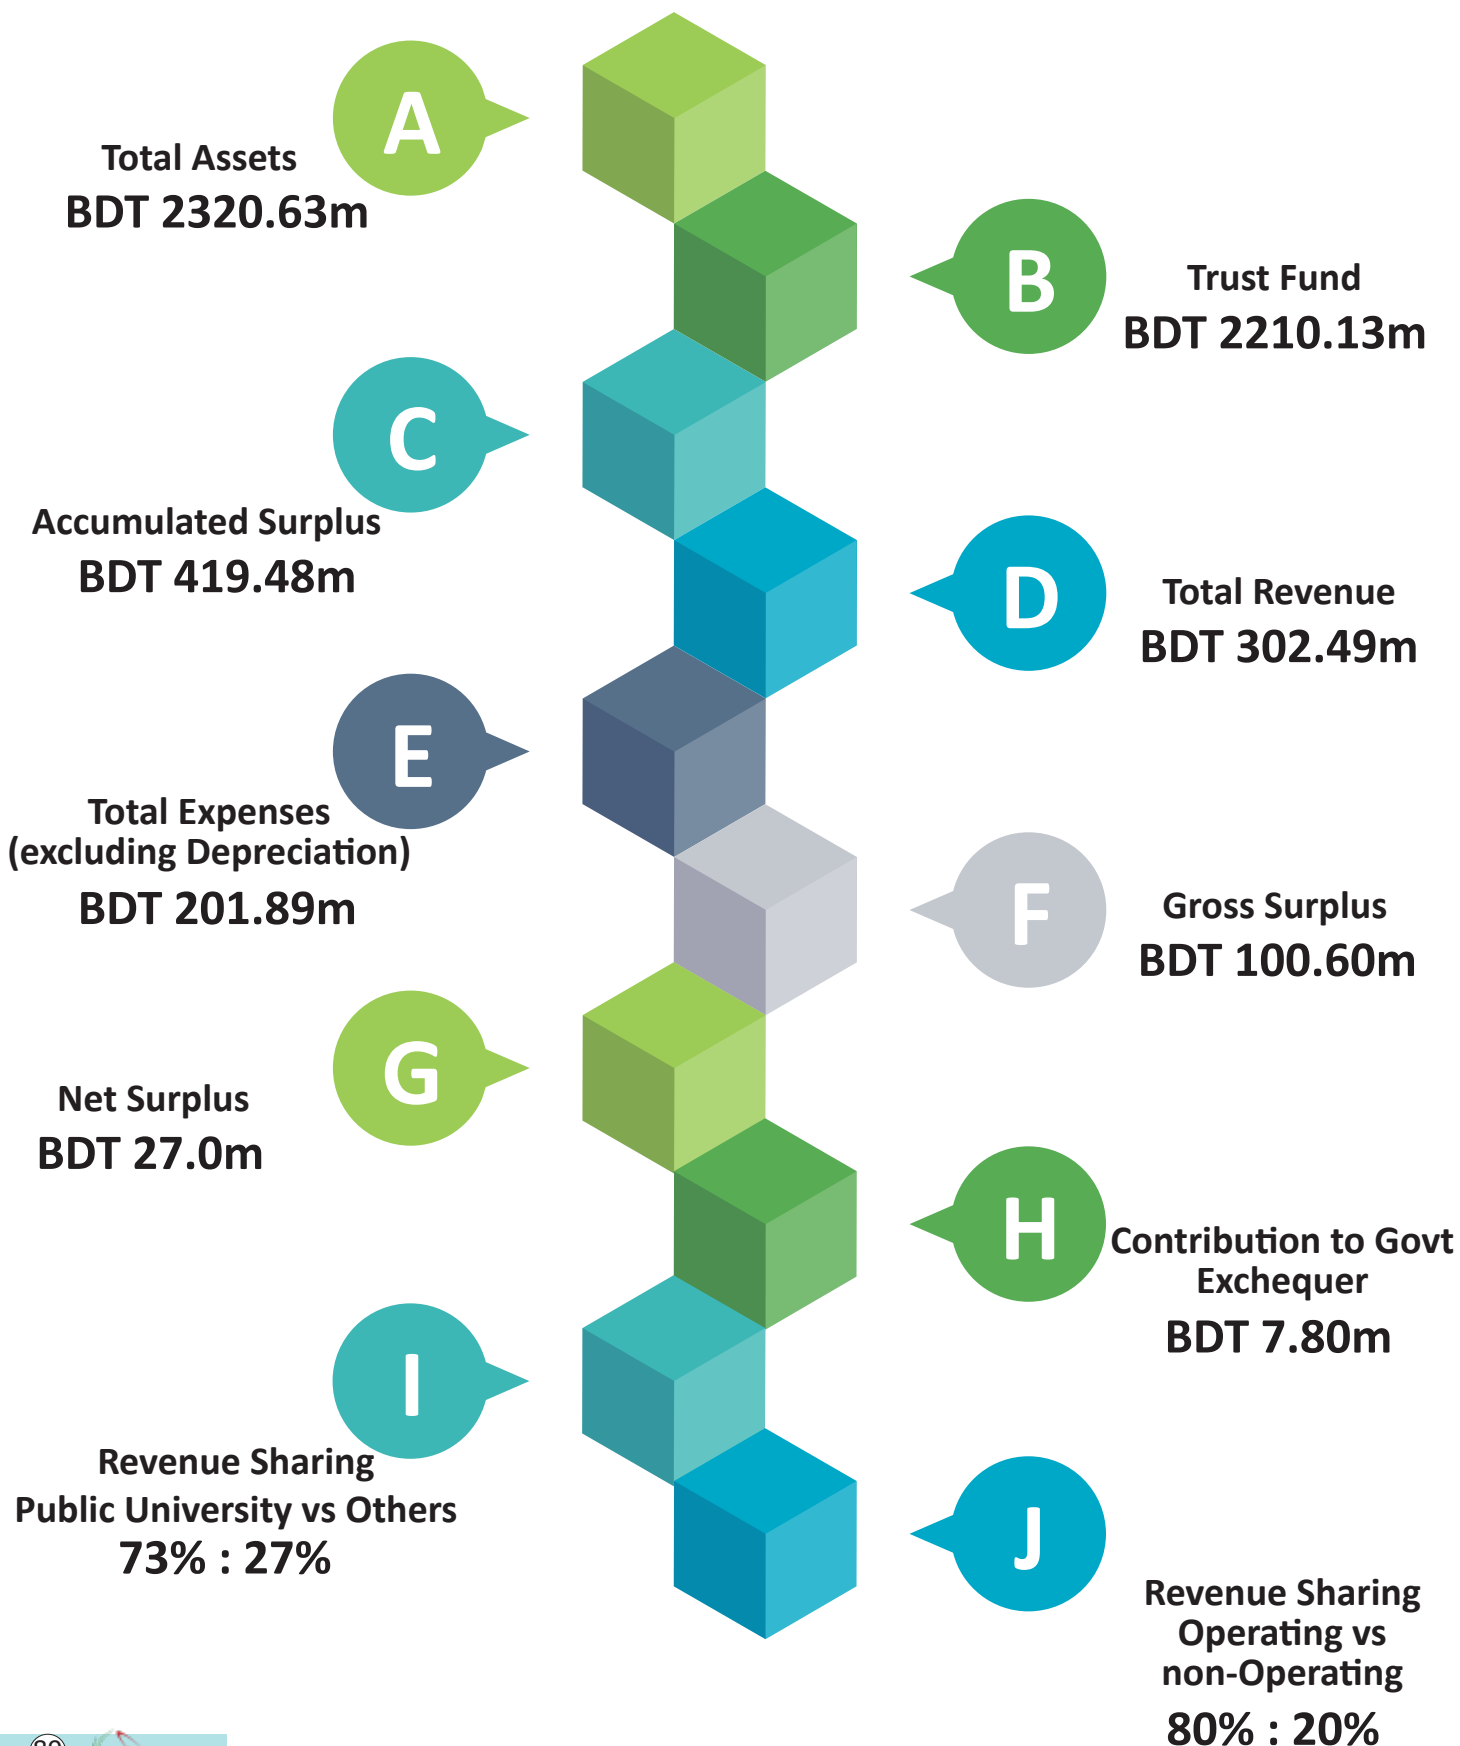 A
Total Assets
BDT 2320.63m
B
Trust Fund
BDT 2210.13m
C
Accumulated Surplus
BDT 419.48m
D
Total Revenue
BDT 302.49m
E
Total Expenses
(excluding Depreciation)
BDT 201.89m
F
Gross Surplus
BDT 100.60m
G
Net Surplus
BDT 27.0m
H
Contribution to Govt
Exchequer
BDT 7.80m
I
Revenue Sharing
Public University vs Others
73% : 27%
J
Revenue Sharing
Operating vs
non-Operating
80% : 20%